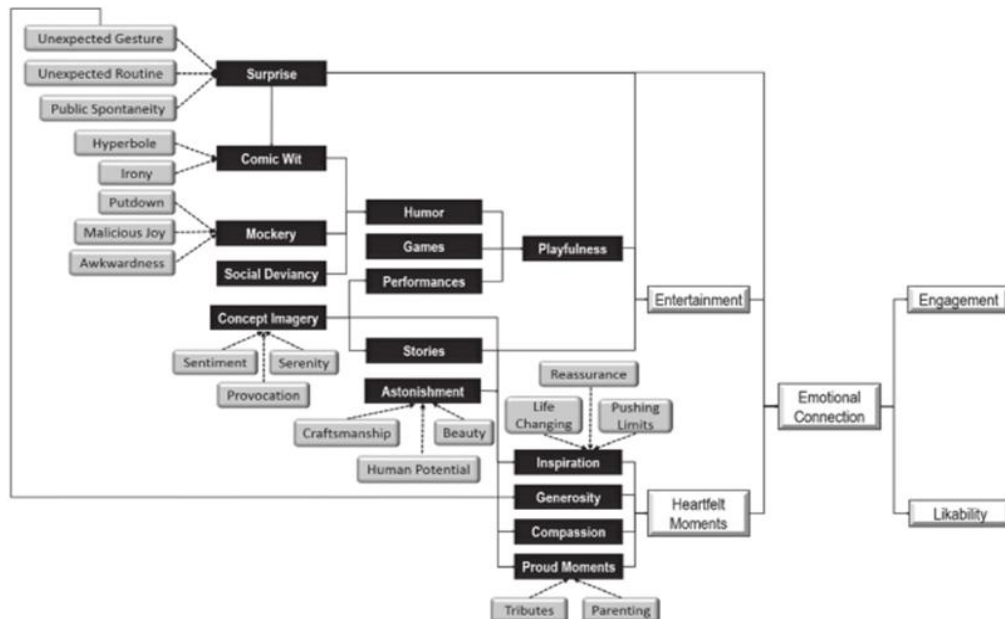 Unexpected Gesture
Unexpected Routine
Surprise
Public Spontaneity
Hyperbole
Comic Wit
Irony
Putdown
Humor
Malicious Joy
Mockery
Games
Playfulness
Awkwardness
Social Deviancy
Performances
Entertainment
Engagement
Concept Imagery
Sentiment
Serenity
Stories
Provocation
Reassurance
Astonishment
Life
Changing
Pushing
Limits
Emotional
Connection
Craftsmanship
Beauty
Human Potential
Inspiration
Generosity
Heartfelt
Moments
Likability
Compassion
Proud Moments
Tributes
Parenting